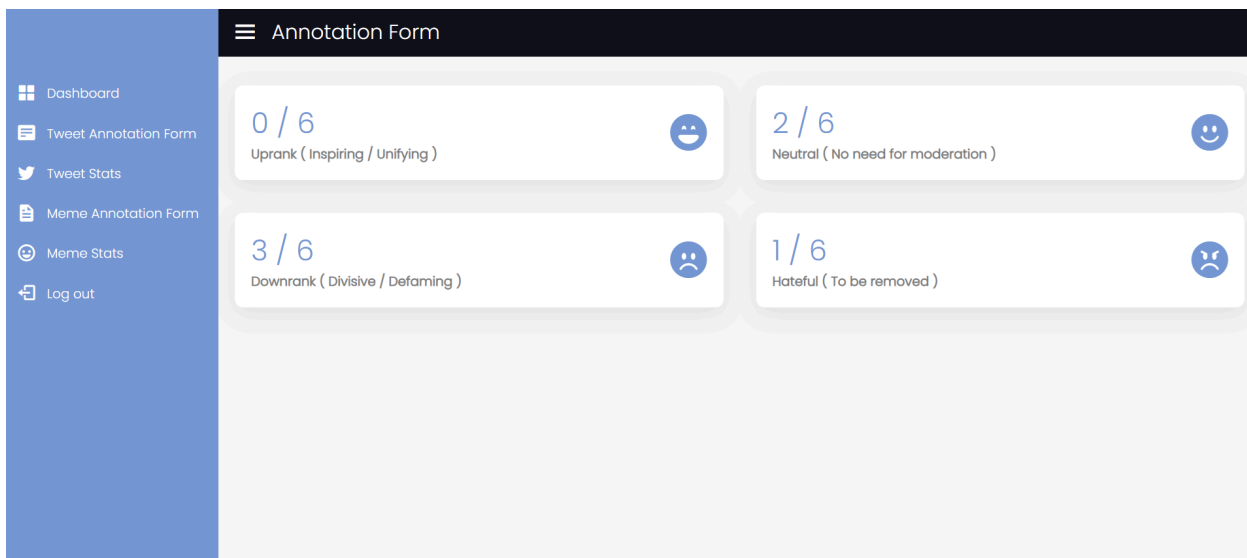 Annotation Form
Dashboard
Tweet Annotation Form
Tweet Stats
Meme Annotation Form
Meme Stats
Log out
0 / 6
Uprank ( Inspiring / Unifying )
2 / 6
Neutral ( No need for moderation )
3 / 6
Downrank ( Divisive / Defaming )
1 / 6
Hateful ( To be removed )